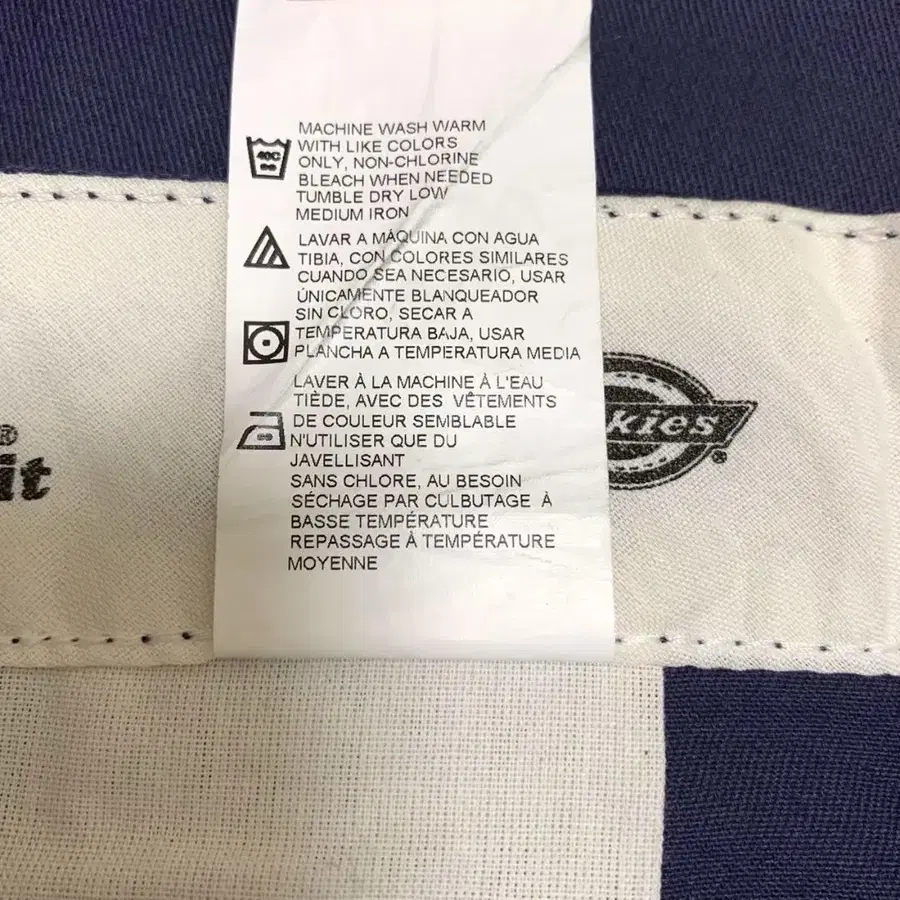 MACHINE WASH WARM
WITH LIKE COLORS
ONLY, NON-CHLORINE
BLEACH WHEN NEEDED
TUMBLE DRY LOW
MEDIUM IRON
40C
LAVAR A MÁQUINA CON AGUA
TIBIA, CON COLORES SIMILARES
CUANDO SEA NECESARIO, USAR
ÚNICAMENTE BLANQUEADOR
SIN CLORO, SECAR A
TEMPERATURA BAJA, USAR
PLANCHA A TEMPERATURA MEDIA
LAVER À LA MACHINE À L'EAU
TIÈDE, AVEC DES VÊTEMENTS
DE COULEUR SEMBLABLE
N'UTILISER QUE DU
JAVELLISANT
SANS CHLORE, AU BESOIN
SÉCHAGE PAR CULBUTAGE À
BASSE TEMPÉRATURE
REPASSAGE À TEMPÉRATURE
MOYENNE
®
it
kies®